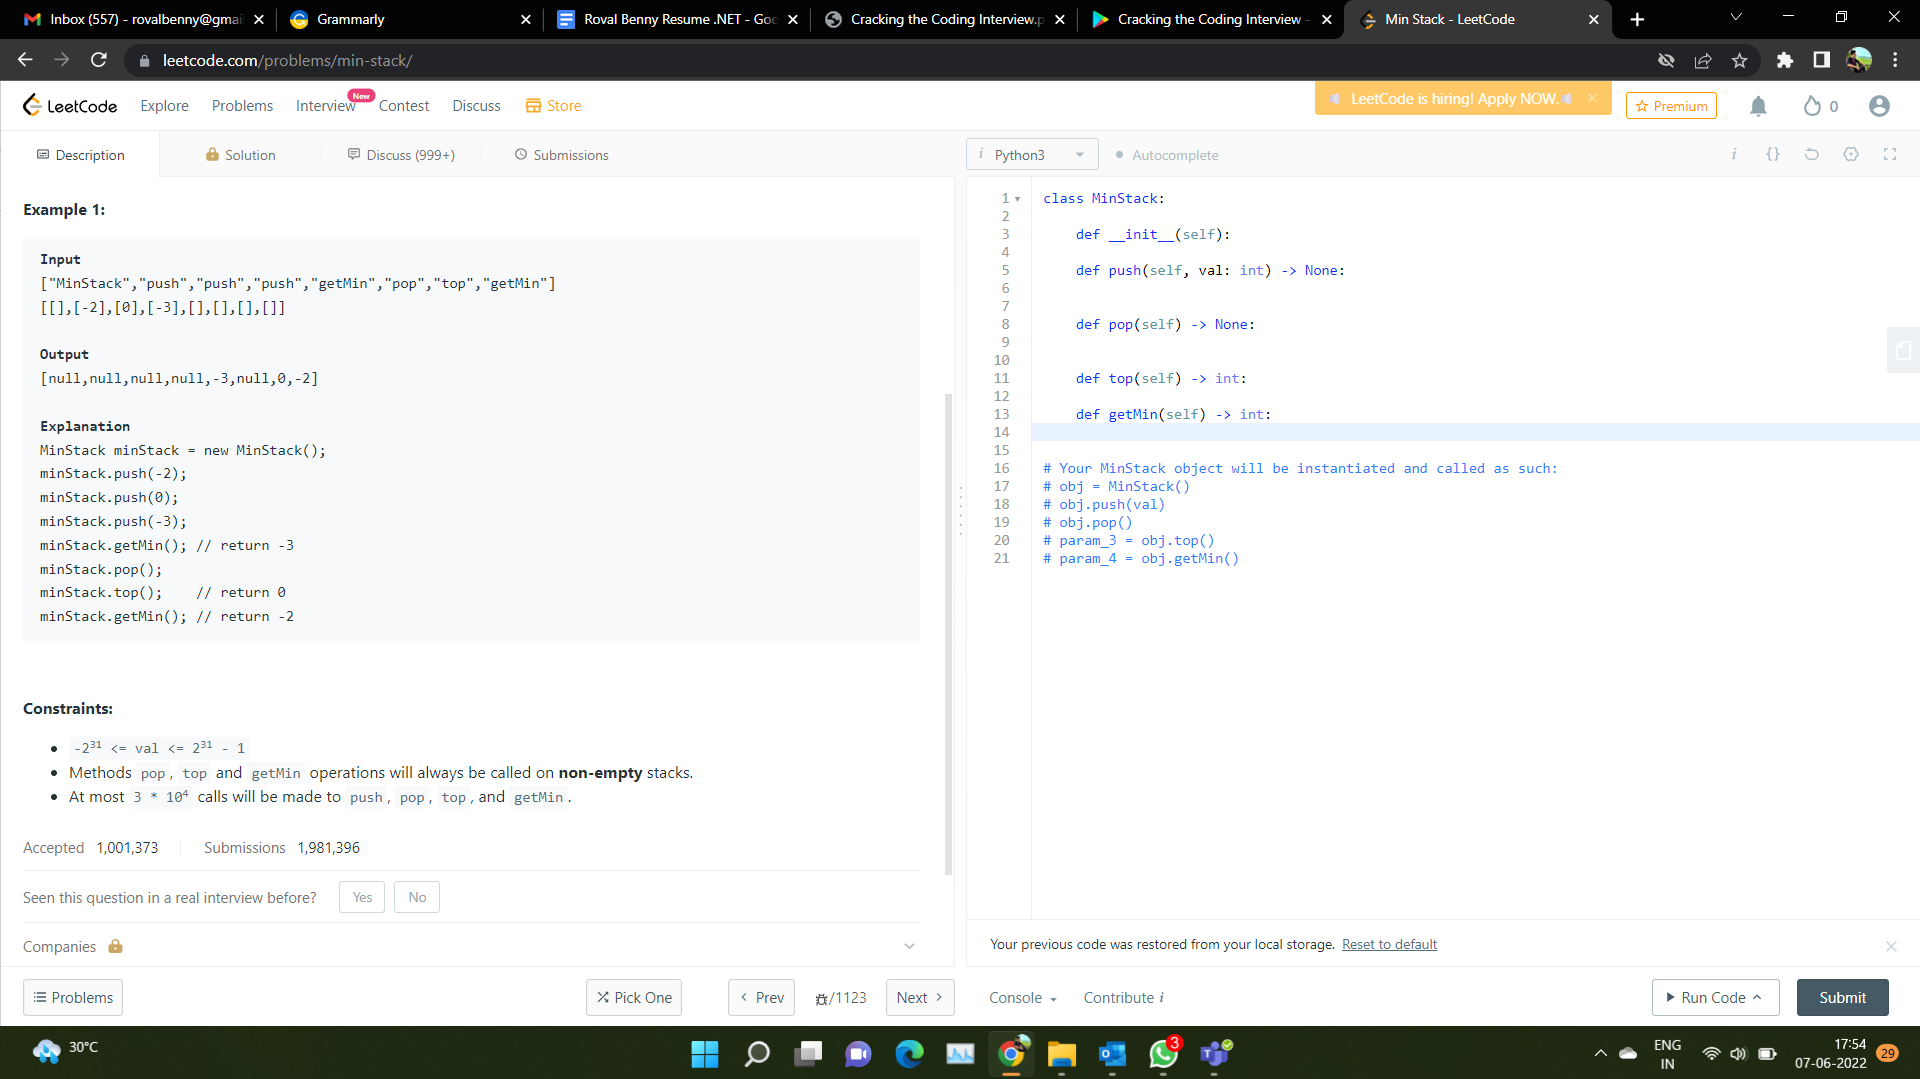 Inbox (557) - rovalbenny@gmai
Grammarly
Roval Benny Resume .NET - Goo
Cracking the Coding Interview.p
Cracking the Coding Interview -
Min Stack - LeetCode
leetcode.com/problems/min-stack/
LeetCode
Explore
Problems
Interview
New
Contest
Discuss
Store
LeetCode is hiring! Apply NOW.
Premium
0
Description
Solution
Discuss (999+)
Submissions
i Python3
Autocomplete
i
{}
Example 1:
Input
["MinStack","push","push","push","getMin","pop","top","getMin"]
[[],[-2],[0],[-3],[],[],[],[]]
Output
[null,null,null,null,-3,null,0,-2]
Explanation
MinStack minStack = new MinStack();
minStack.push(-2);
minStack.push(0);
minStack.push(-3);
minStack.getMin(); // return -3
minStack.pop();
minStack.top();    // return 0
minStack.getMin(); // return -2
Constraints:
-2³¹ <= val <= 2³¹ - 1
Methods pop, top and getMin operations will always be called on non-empty stacks.
At most 3 * 10⁴ calls will be made to push, pop, top, and getMin.
Accepted 1,001,373
Submissions 1,981,396
Seen this question in a real interview before?
Yes
No
Companies
1 class MinStack:
2
3     def __init__(self):
4
5     def push(self, val: int) -> None:
6
7
8     def pop(self) -> None:
9
10
11     def top(self) -> int:
12
13     def getMin(self) -> int:
14
15
16 # Your MinStack object will be instantiated and called as such:
17 # obj = MinStack()
18 # obj.push(val)
19 # obj.pop()
20 # param_3 = obj.top()
21 # param_4 = obj.getMin()
Your previous code was restored from your local storage. Reset to default
Problems
Pick One
Prev
/1123
Next
Console
Contribute i
Run Code
Submit
30°C
3
ENG
IN
17:54
07-06-2022
29